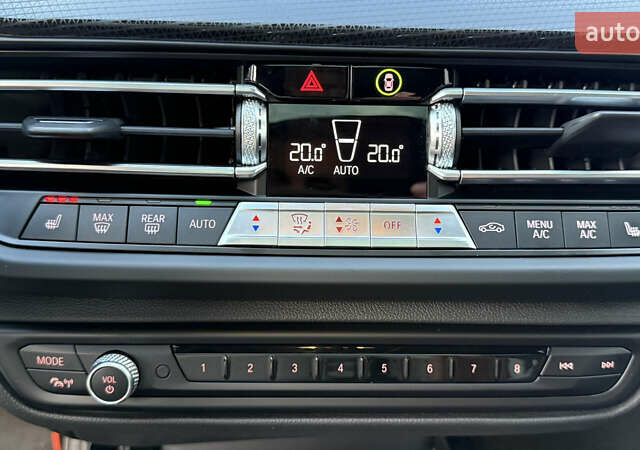 auto
20.0 20.0
A/C AUTO
MAX REAR AUTO OFF MENU A/C MAX A/C
MODE
VOL
1 2 3 4 5 6 7 8